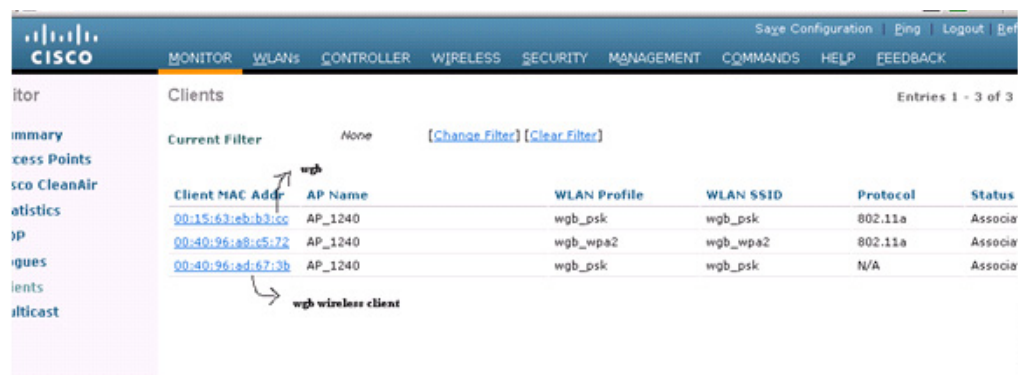 Save Configuration | Ping | Logout | Ref
CISCO
MONITOR WLANs CONTROLLER WIRELESS SECURITY MANAGEMENT COMMANDS HELP FEEDBACK
itor
Clients
Entries 1 - 3 of 3
mmary
Current Filter None [Change Filter] [Clear Filter]
cess Points
wgb
sco CleanAir
Client MAC Addr AP Name WLAN Profile WLAN SSID Protocol Status
atistics
00:15:63:eb:b3:cc AP_1240 wgb_psk wgb_psk 802.11a Associa
DP
00:40:96:a8:c5:72 AP_1240 wgb_wpa2 wgb_wpa2 802.11a Associa
ogues
00:40:96:ad:67:3b AP_1240 wgb_psk wgb_psk N/A Associa
ients
wgb wireless client
ulticast